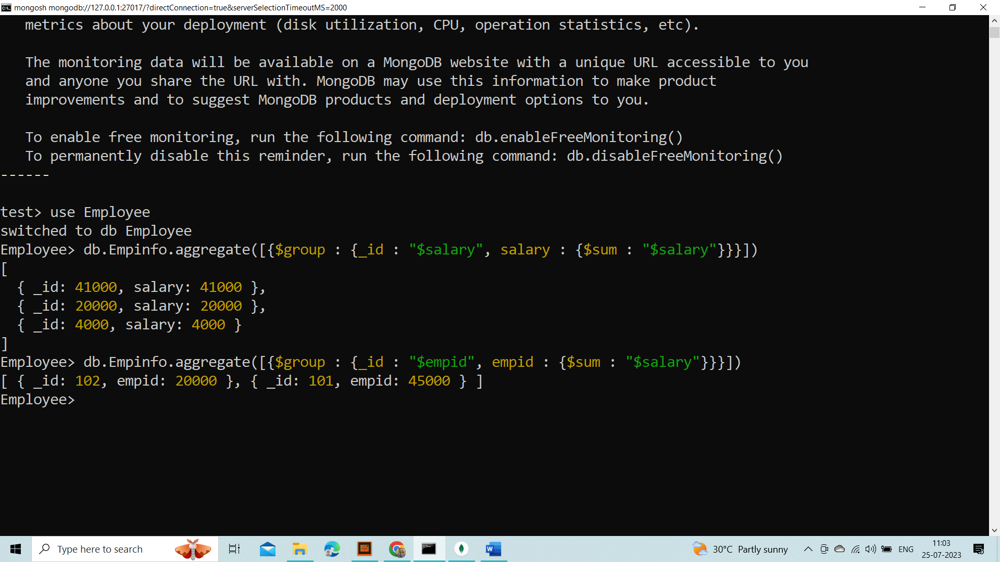 mongosh mongodb://127.0.0.1:27017/?directConnection=true&serverSelectionTimeoutMS=2000
metrics about your deployment (disk utilization, CPU, operation statistics, etc).
The monitoring data will be available on a MongoDB website with a unique URL accessible to you
and anyone you share the URL with. MongoDB may use this information to make product
improvements and to suggest MongoDB products and deployment options to you.
To enable free monitoring, run the following command: db.enableFreeMonitoring()
To permanently disable this reminder, run the following command: db.disableFreeMonitoring()
------
test> use Employee
switched to db Employee
Employee> db.Empinfo.aggregate([{$group : {_id : "$salary", salary : {$sum : "$salary"}}}])
[
{ _id: 41000, salary: 41000 },
{ _id: 20000, salary: 20000 },
{ _id: 4000, salary: 4000 }
]
Employee> db.Empinfo.aggregate([{$group : {_id : "$empid", empid : {$sum : "$salary"}}}])
[ { _id: 102, empid: 20000 }, { _id: 101, empid: 45000 } ]
Employee>
Type here to search
30°C Partly sunny
ENG
11:03
25-07-2023